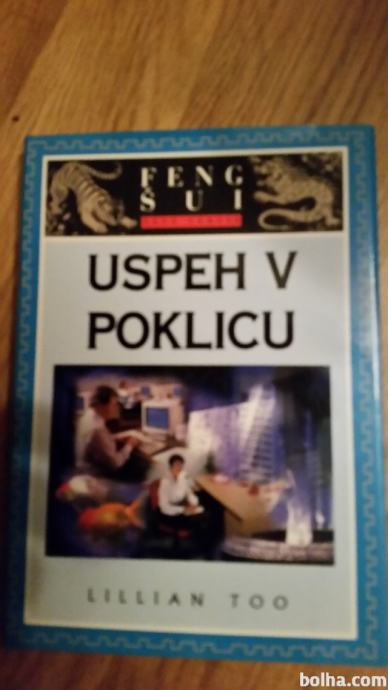 FENG
ŠUI
USPEH V
POKLICU
LILLIAN TOO
bolha.com